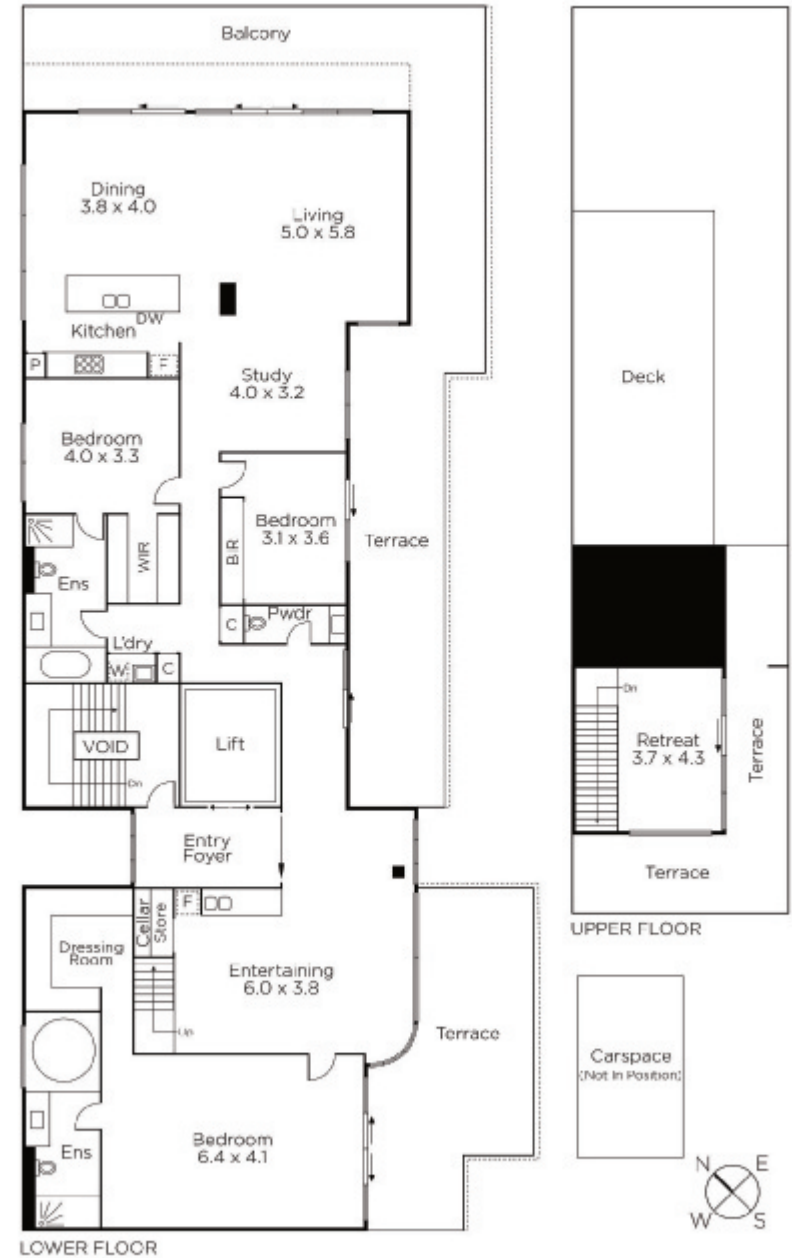 Balcony
Dining
3.8 x 4.0
Living
5.0 x 5.8
DW
Kitchen
P
F
Study
4.0 x 3.2
Deck
Bedroom
4.0 x 3.3
Bedroom
3.1 x 3.6
BIR
WIR
Terrace
Ens
C
Pwdr
L'dry
W
C
VOID
Dn
Lift
Dn
Retreat
3.7 x 4.3
Terrace
Entry
Foyer
Terrace
UPPER FLOOR
F
Cellar
Store
Dressing
Room
Entertaining
6.0 x 3.8
Up
Terrace
Carspace
(Not In Position)
Bedroom
6.4 x 4.1
Ens
N
E
W
S
LOWER FLOOR